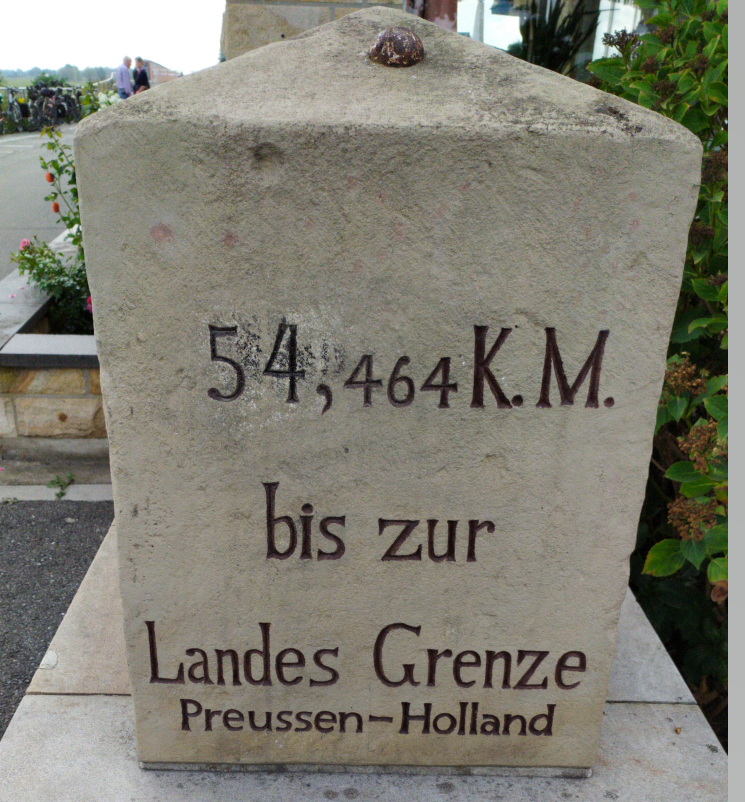 54,464 K.M.
bis zur
Landes Grenze
Preussen-Holland